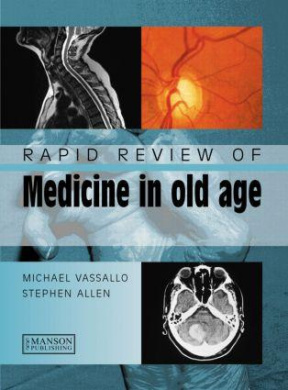 RAPID REVIEW OF
Medicine in old age
MICHAEL VASSALLO
STEPHEN ALLEN
MANSON
PUBLISHING